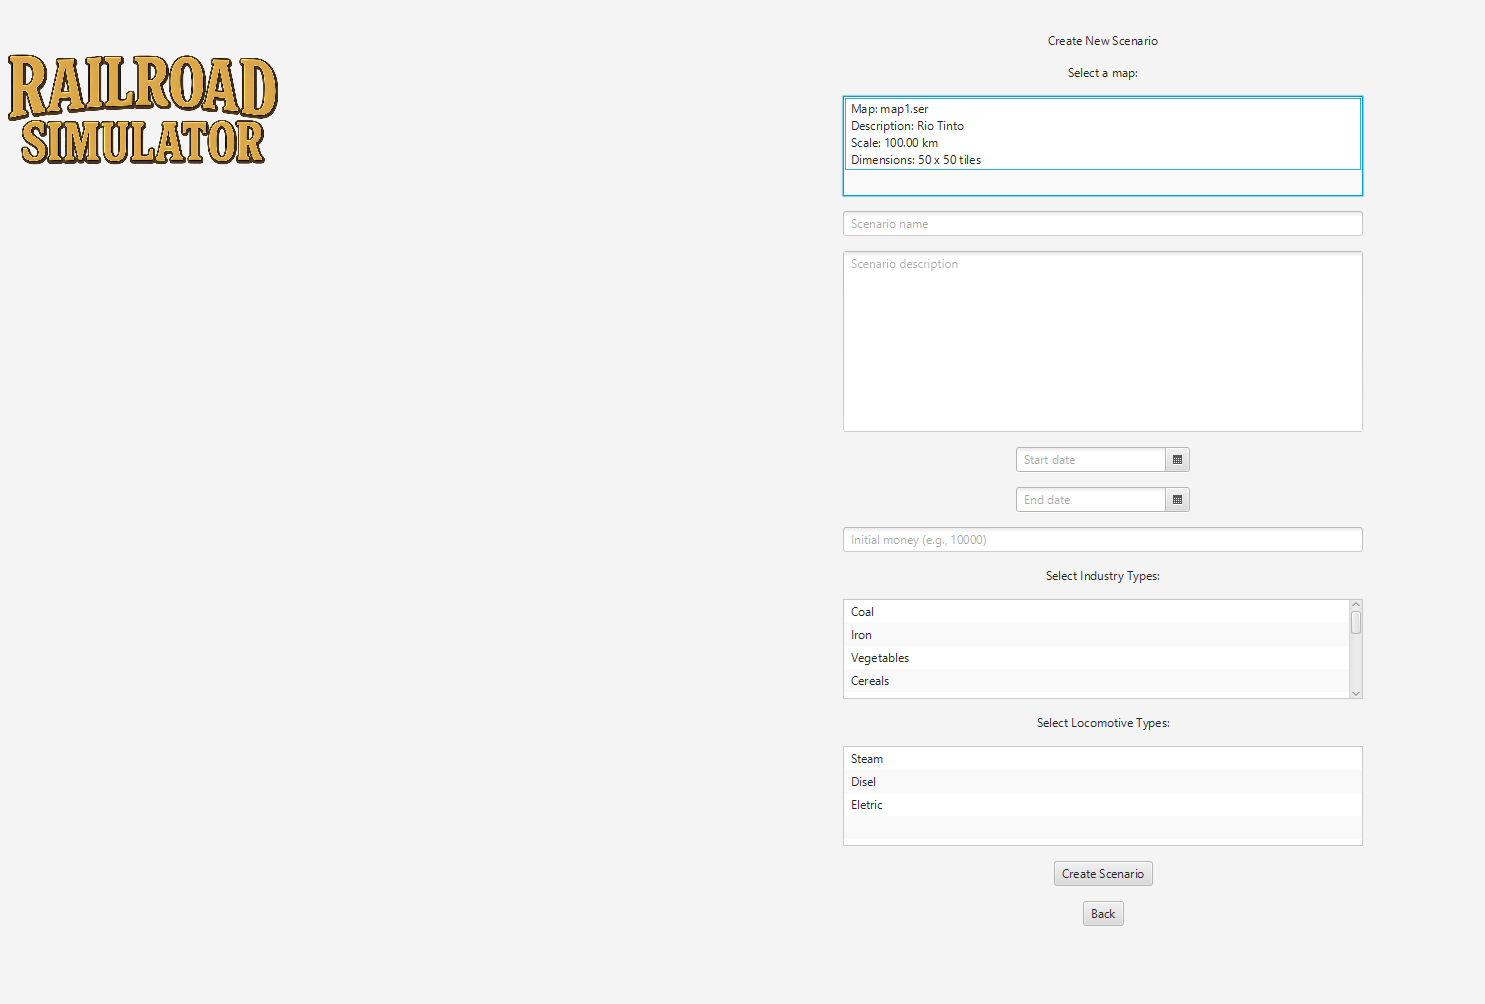 RAILROAD
SIMULATOR
Create New Scenario
Select a map:
Map: map1.ser
Description: Rio Tinto
Scale: 100.00 km
Dimensions: 50 x 50 tiles
Scenario name
Scenario description
Start date
End date
Initial money (e.g., 10000)
Select Industry Types:
Coal
Iron
Vegetables
Cereals
Select Locomotive Types:
Steam
Disel
Eletric
Create Scenario
Back